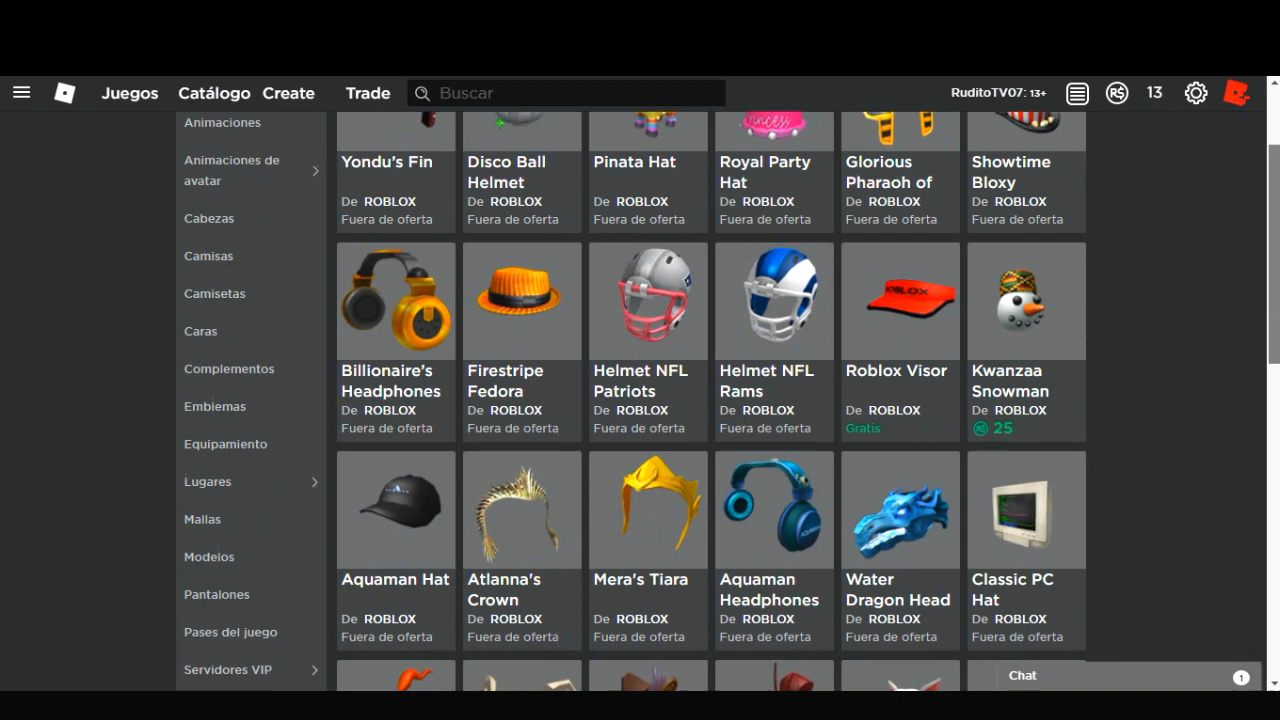 Juegos Catálogo Create Trade Buscar RuditoTV07: 13+ 13
Animaciones
Animaciones de
avatar
Cabezas
Camisas
Camisetas
Caras
Complementos
Emblemas
Equipamiento
Lugares
Mallas
Modelos
Pantalones
Pases del juego
Servidores VIP
Yondu's Fin
De ROBLOX
Fuera de oferta
Disco Ball
Helmet
De ROBLOX
Fuera de oferta
Pinata Hat
De ROBLOX
Fuera de oferta
Royal Party
Hat
De ROBLOX
Fuera de oferta
Glorious
Pharaoh of
De ROBLOX
Fuera de oferta
Showtime
Bloxy
De ROBLOX
Fuera de oferta
Billionaire's
Headphones
De ROBLOX
Fuera de oferta
Firestripe
Fedora
De ROBLOX
Fuera de oferta
Helmet NFL
Patriots
De ROBLOX
Fuera de oferta
Helmet NFL
Rams
De ROBLOX
Fuera de oferta
ROBLOX
Roblox Visor
De ROBLOX
Gratis
Kwanzaa
Snowman
De ROBLOX
R$ 25
Aquaman Hat
De ROBLOX
Fuera de oferta
Atlanna's
Crown
De ROBLOX
Fuera de oferta
Mera's Tiara
De ROBLOX
Fuera de oferta
Aquaman
Headphones
De ROBLOX
Fuera de oferta
Water
Dragon Head
De ROBLOX
Fuera de oferta
Classic PC
Hat
De ROBLOX
Fuera de oferta
Chat 1